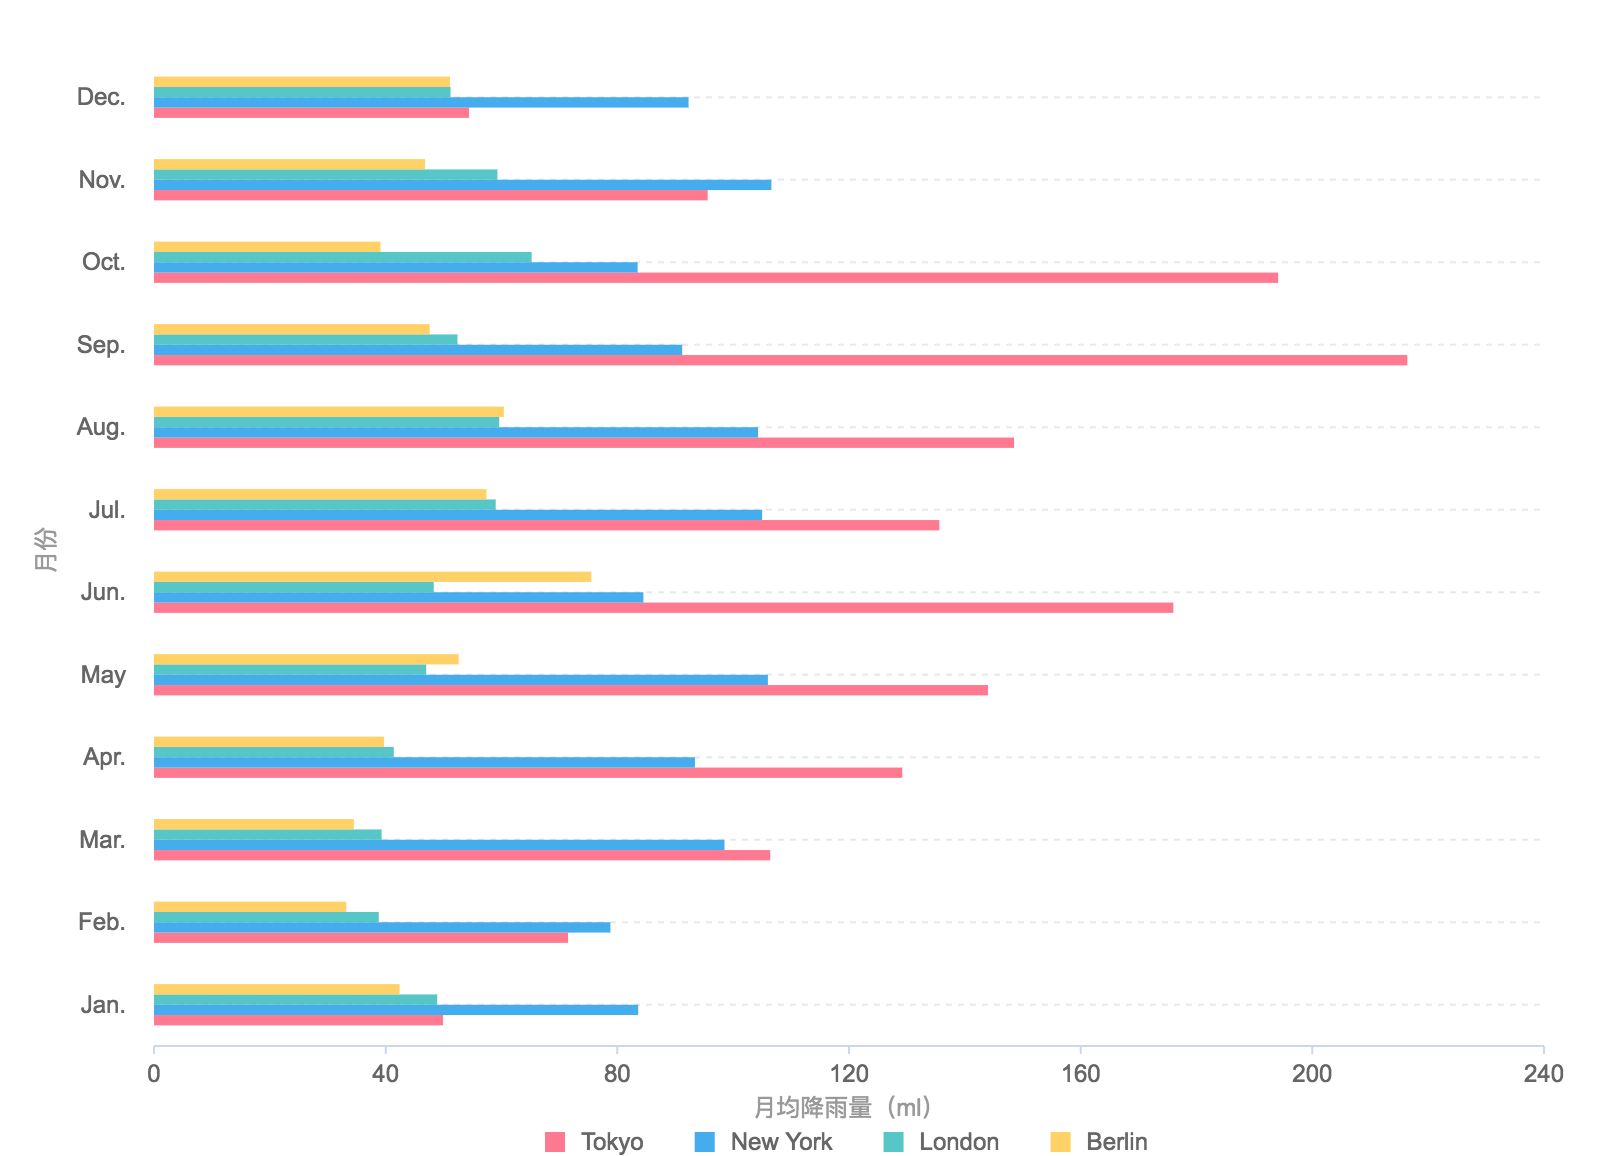 Dec.
Nov.
Oct.
Sep.
Aug.
Jul.
Jun.
May
Apr.
Mar.
Feb.
Jan.
月份
0 40 80 120 160 200 240
月均降雨量（ml）
Tokyo New York London Berlin